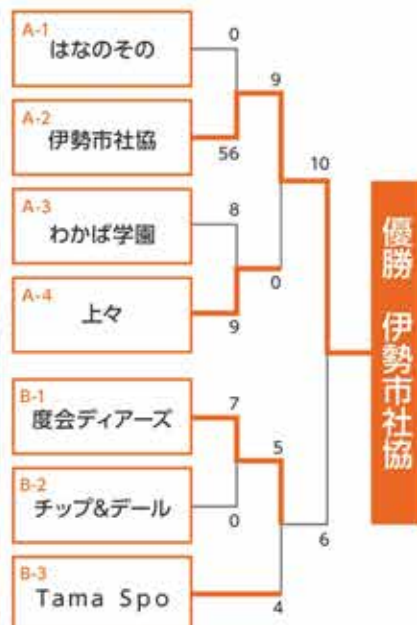 A-1
はなのその
0
A-2
伊勢市社協
56
9
A-3
わかば学園
8
A-4
上々
9
0
10
B-1
度会ディアーズ
7
B-2
チップ&デール
0
5
B-3
Tama Spo
4
6
優勝 伊勢市社協